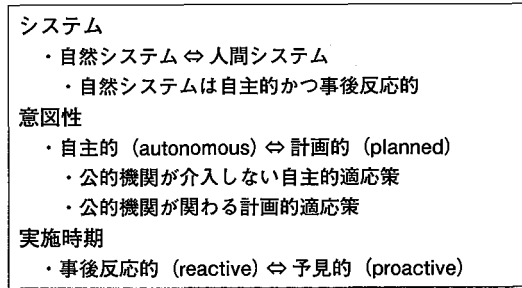 システム
・自然システム⇔人間システム
・自然システムは自主的かつ事後反応的
意図性
・自主的（autonomous）⇔計画的（planned）
・公的機関が介入しない自主的適応策
・公的機関が関わる計画的適応策
実施時期
・事後反応的（reactive）⇔予見的（proactive）